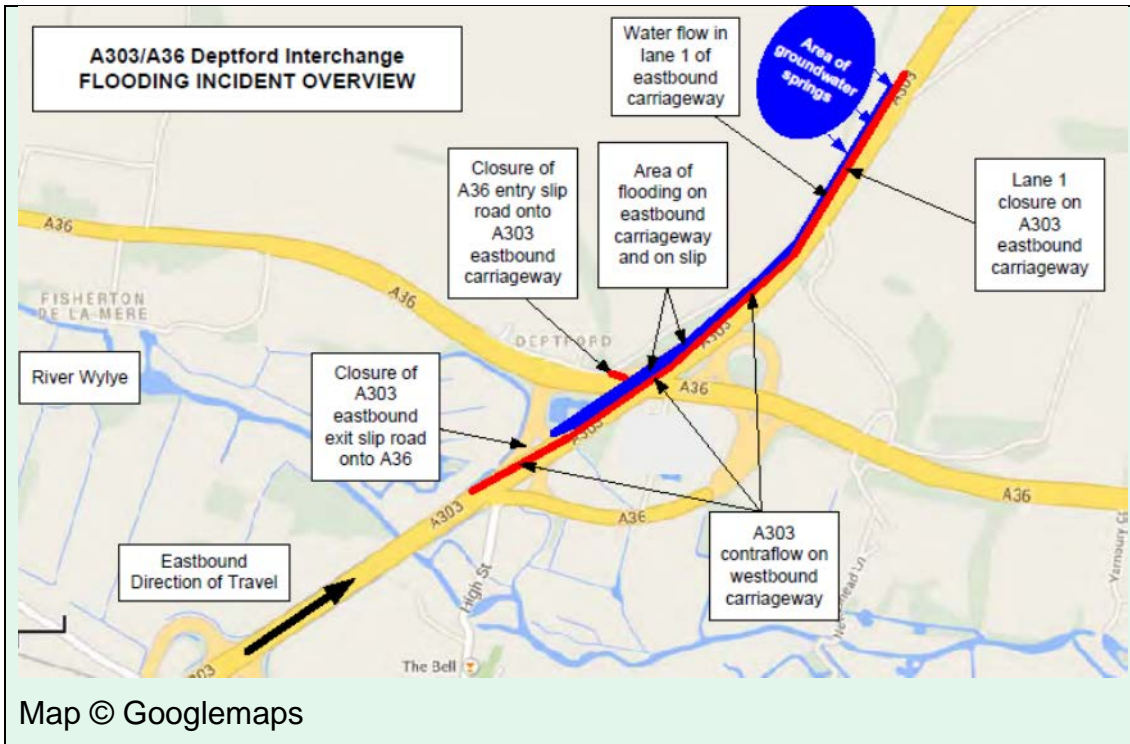 A303/A36 Deptford Interchange
FLOODING INCIDENT OVERVIEW
Water flow in
lane 1 of
eastbound
carriageway
Area of
groundwater
springs
A303
Closure of
A36 entry slip
road onto
A303
eastbound
carriageway
Area of
flooding on
eastbound
carriageway
and on slip
Lane 1
closure on
A303
eastbound
carriageway
A36
A36
FISHERTON
DE-LA-MERE
DEPTFORD
A303
River Wylye
Closure of
A303
eastbound
exit slip road
onto A36
A36
A303
A36
A303
A36
A303
contraflow on
westbound
carriageway
Eastbound
Direction of Travel
High St
The Bell
A303
Map © Googlemaps